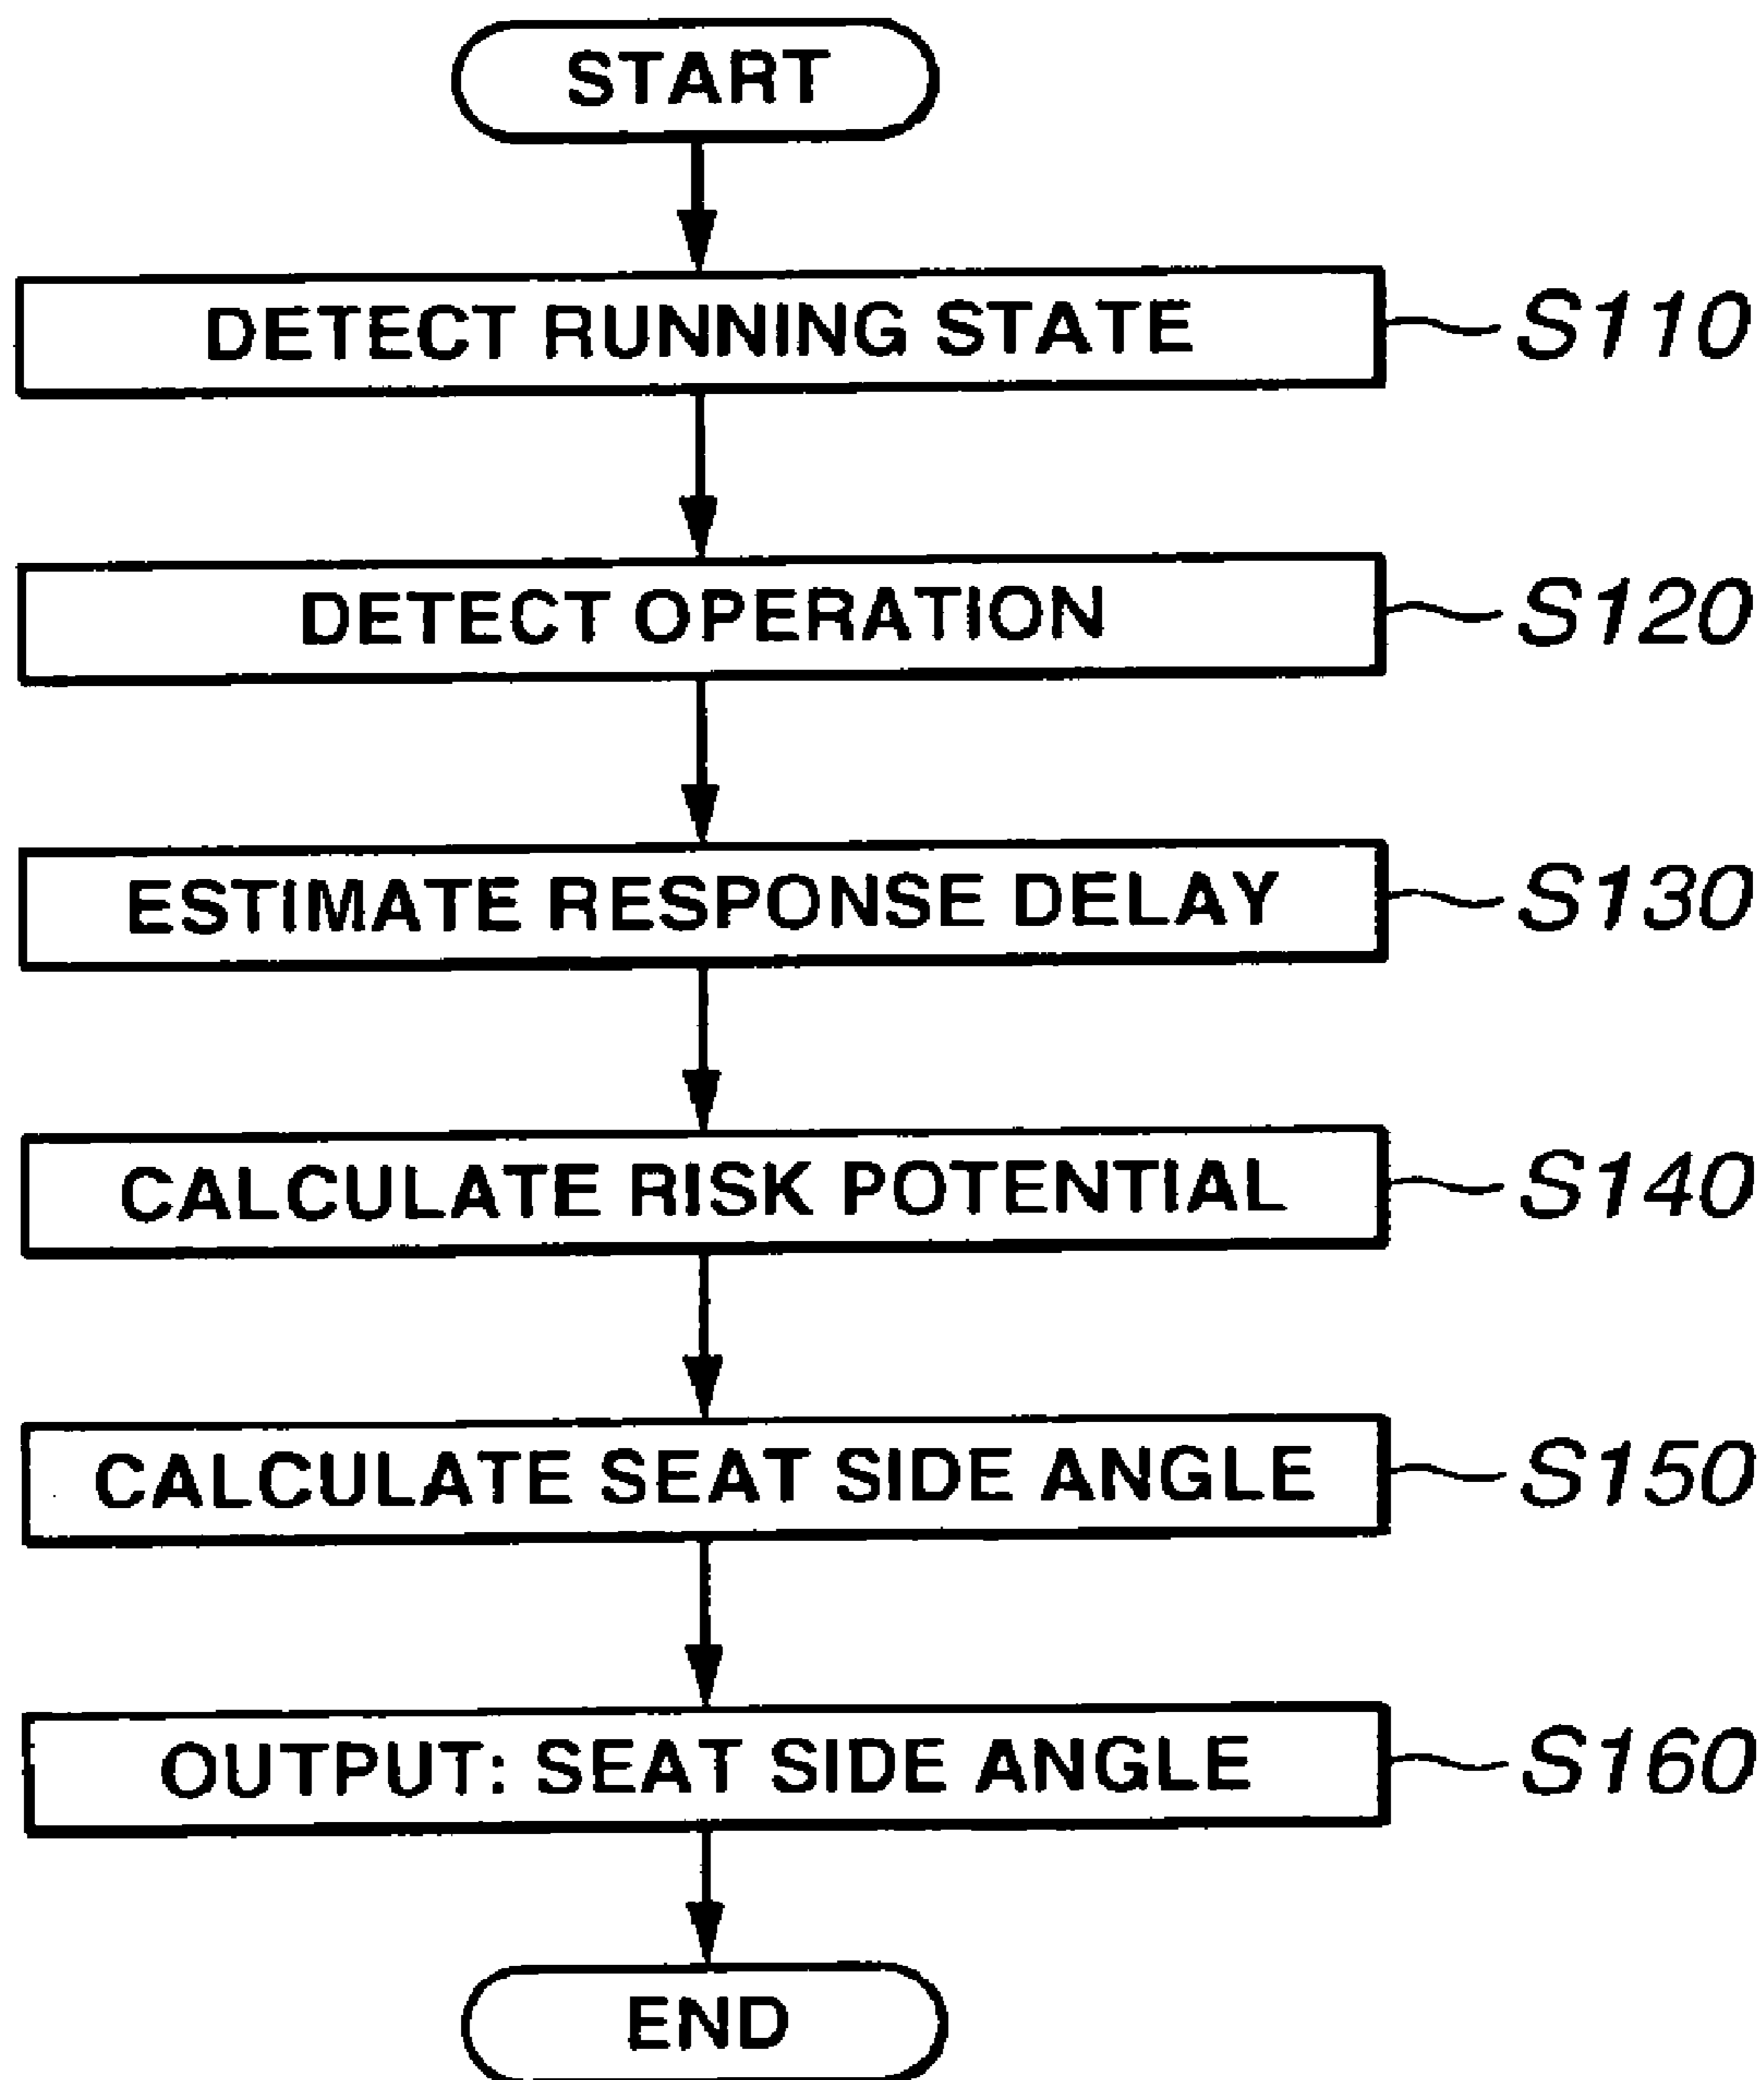 START
DETECT RUNNING STATE
S110
DETECT OPERATION
S120
ESTIMATE RESPONSE DELAY
S130
CALCULATE RISK POTENTIAL
S140
CALCULATE SEAT SIDE ANGLE
S150
OUTPUT: SEAT SIDE ANGLE
S160
END